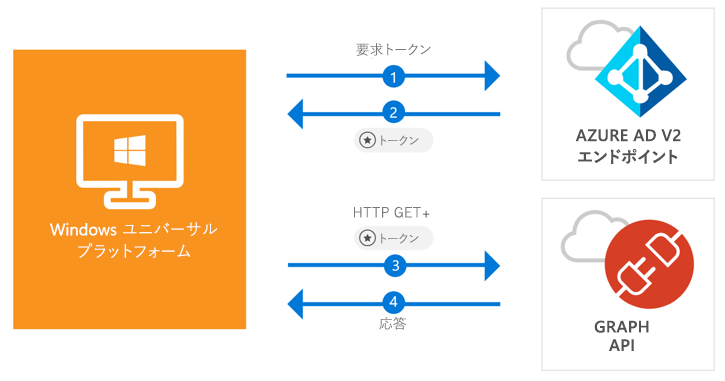 Windows ユニバーサル
プラットフォーム
要求トークン
1
2
トークン
HTTP GET+
トークン
3
4
応答
AZURE AD V2
エンドポイント
GRAPH
API